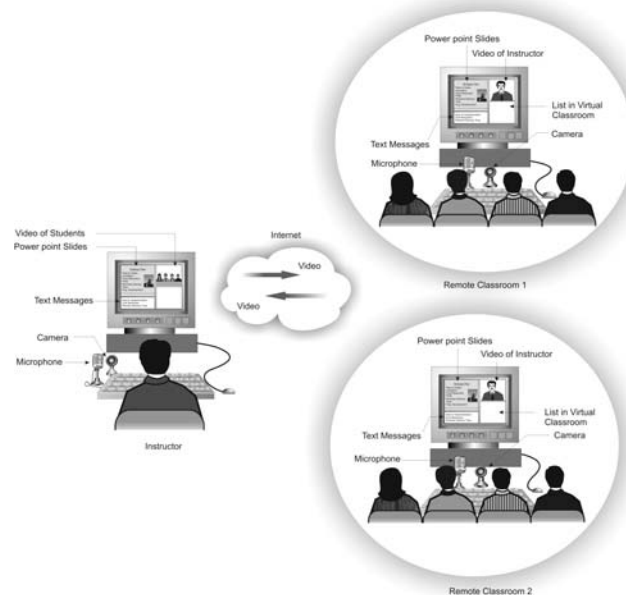 Power point Slides
Video of Instructor
List in Virtual
Classroom
Text Messages
Camera
Microphone
Remote Classroom 1
Internet
Video
Video
Video of Students
Power point Slides
Text Messages
Camera
Microphone
Instructor
Power point Slides
Video of Instructor
List in Virtual
Classroom
Text Messages
Camera
Microphone
Remote Classroom 2